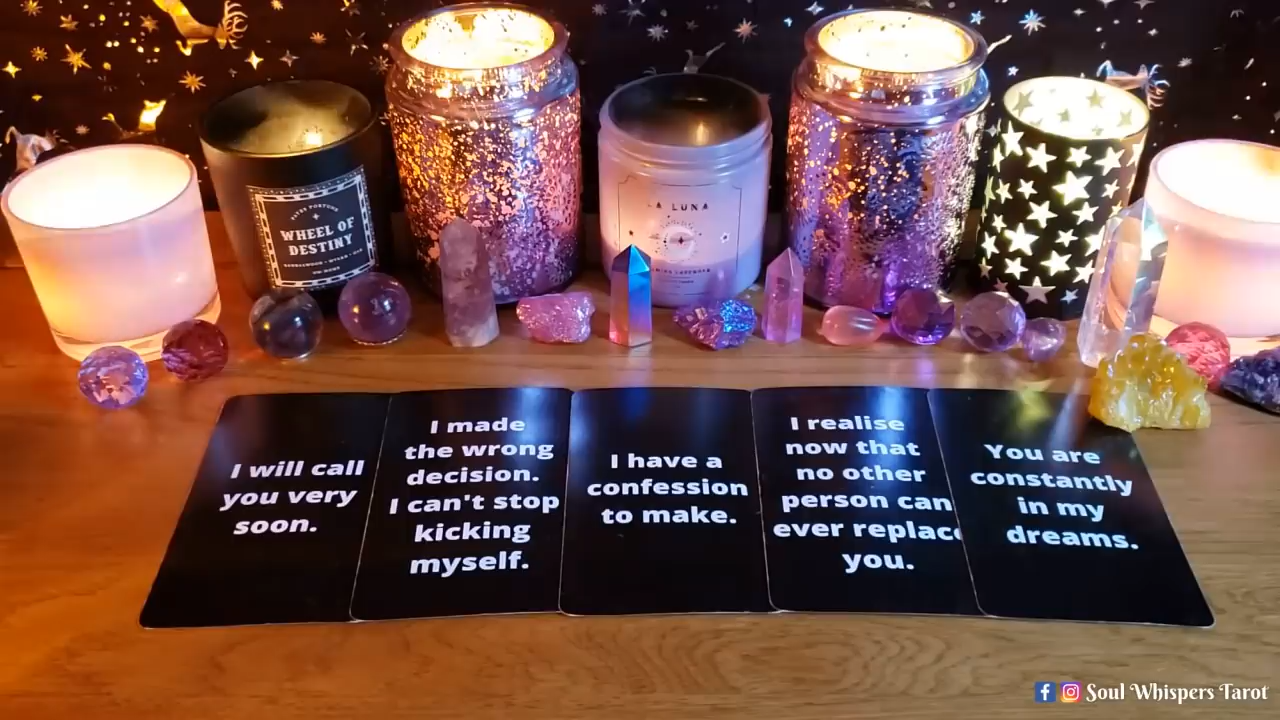 WHEEL OF
DESTINY
LA LUNA
I will call
you very
soon.
I made
the wrong
decision.
I can't stop
kicking
myself.
I have a
confession
to make.
I realise
now that
no other
person can
ever replace
you.
You are
constantly
in my
dreams.
Soul Whispers Tarot